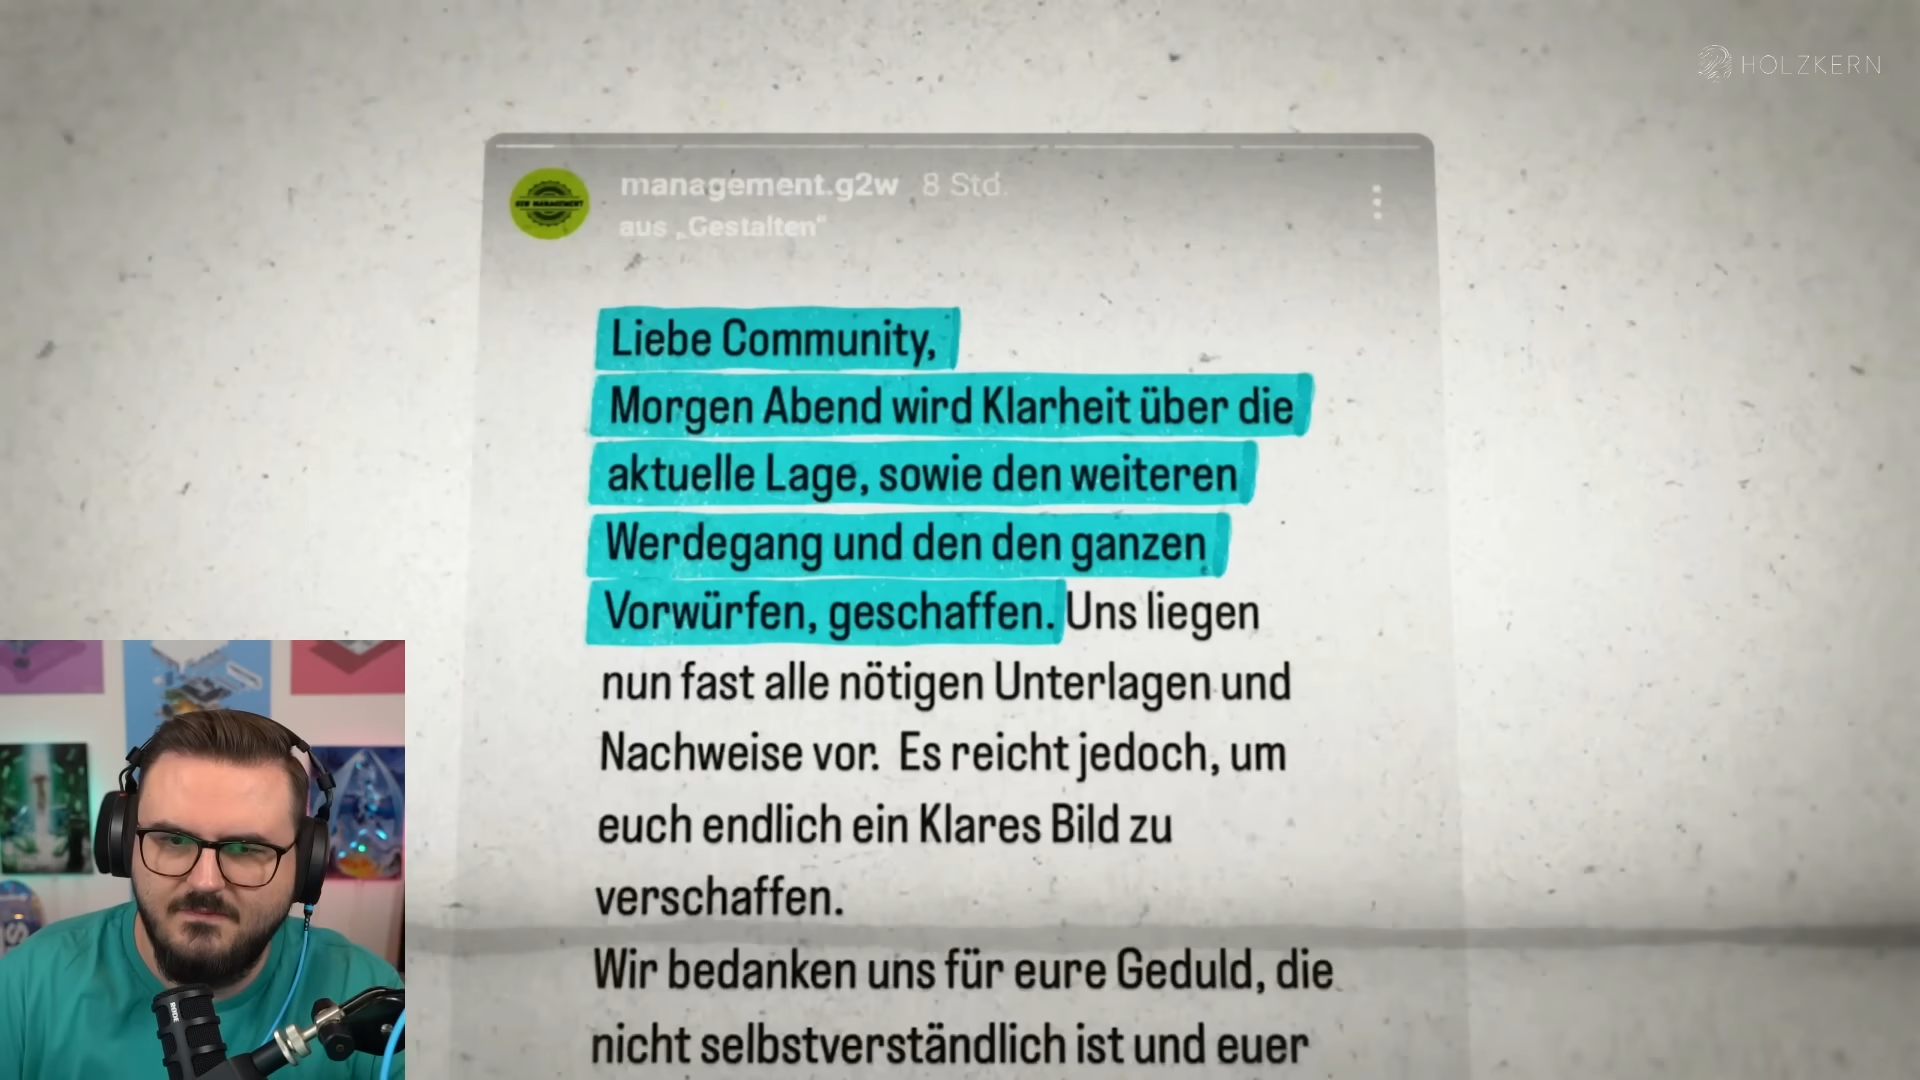 HOLZKERN
management.g2w 8 Std.
aus „Gestalten“
Liebe Community,
Morgen Abend wird Klarheit über die
aktuelle Lage, sowie den weiteren
Werdegang und den den ganzen
Vorwürfen, geschaffen. Uns liegen
nun fast alle nötigen Unterlagen und
Nachweise vor. Es reicht jedoch, um
euch endlich ein Klares Bild zu
verschaffen.
Wir bedanken uns für eure Geduld, die
nicht selbstverständlich ist und euer
RØDE